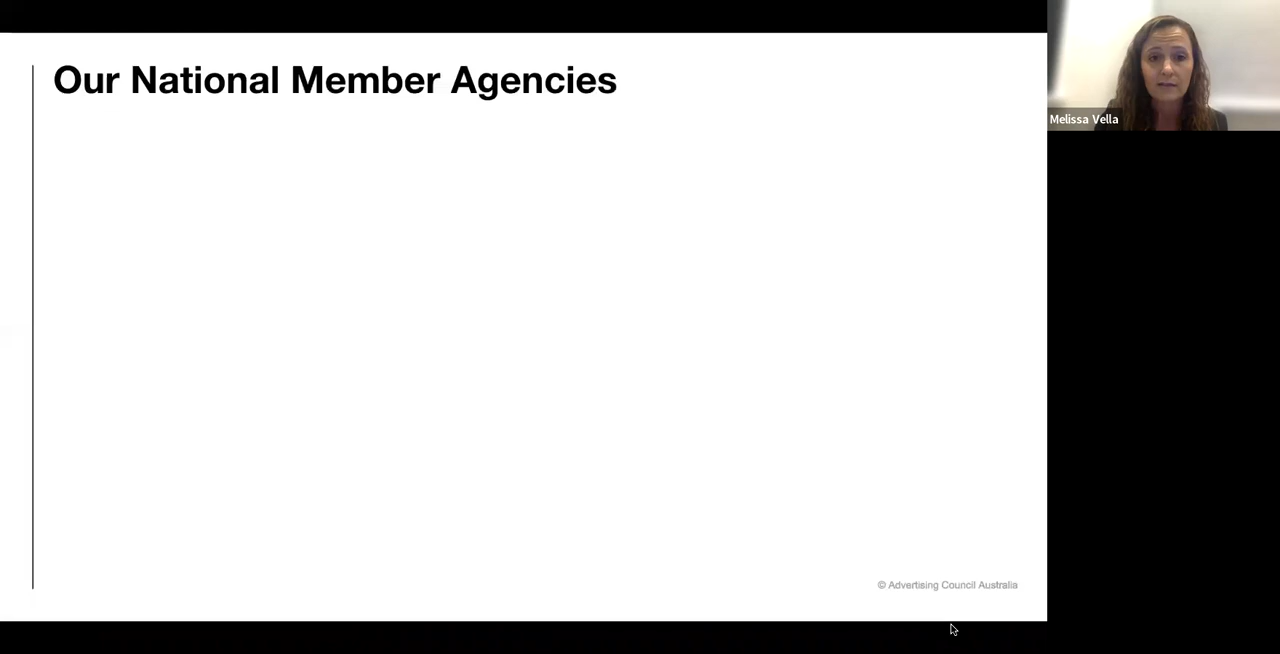 Our National Member Agencies
Melissa Vella
© Advertising Council Australia